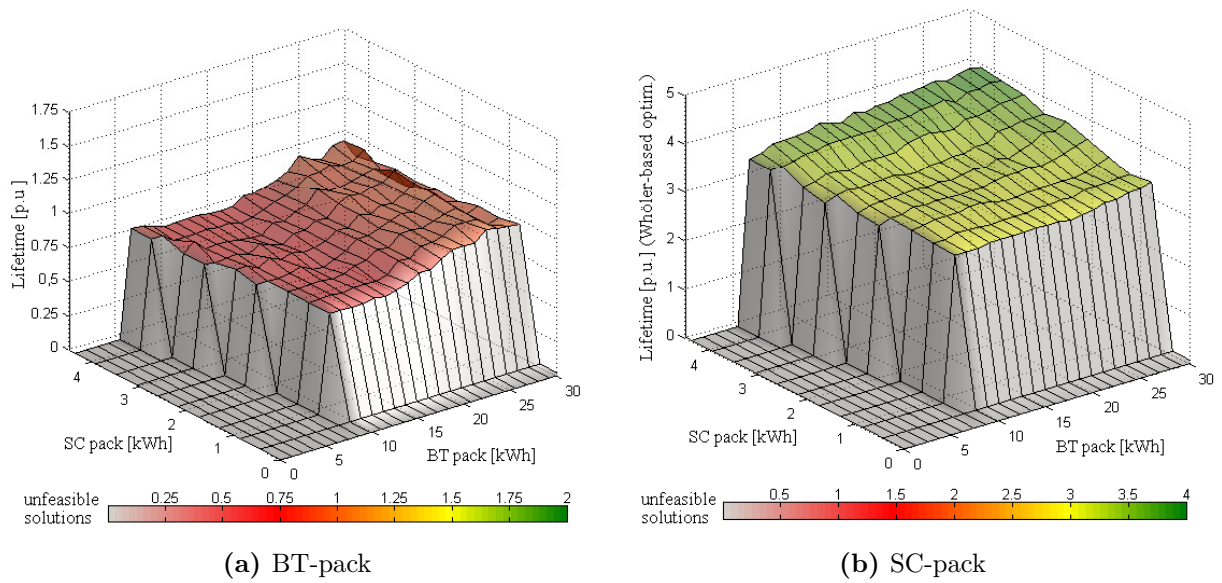 1.75
1.5
1.25
1
0.75
0,5
0.25
0
Lifetime [p.u]
4
3
2
1
0
SC pack [kWh]
0
5
10
15
20
25
30
BT pack [kWh]
unfeasible
solutions
0.25 0.5 0.75 1 1.25 1.5 1.75 2
(a) BT-pack
5
4
3
2
1
0
Lifetime [p.u.] (Whöler-based optim.)
4
3
2
1
0
SC pack [kWh]
0
5
10
15
20
25
30
BT pack [kWh]
unfeasible
solutions
0.5 1 1.5 2 2.5 3 3.5 4
(b) SC-pack